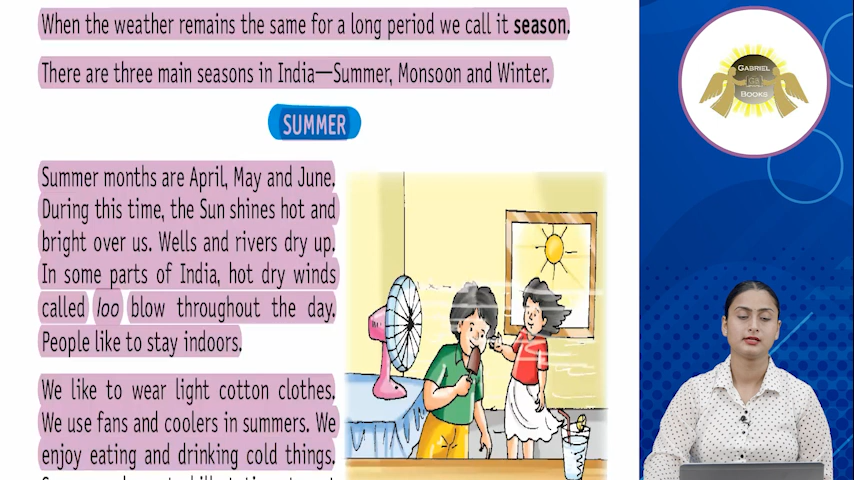 When the weather remains the same for a long period we call it season.
There are three main seasons in India—Summer, Monsoon and Winter.
SUMMER
Summer months are April, May and June.
During this time, the Sun shines hot and
bright over us. Wells and rivers dry up.
In some parts of India, hot dry winds
called loo blow throughout the day.
People like to stay indoors.
We like to wear light cotton clothes.
We use fans and coolers in summers. We
enjoy eating and drinking cold things.
GABRIEL
BOOKS